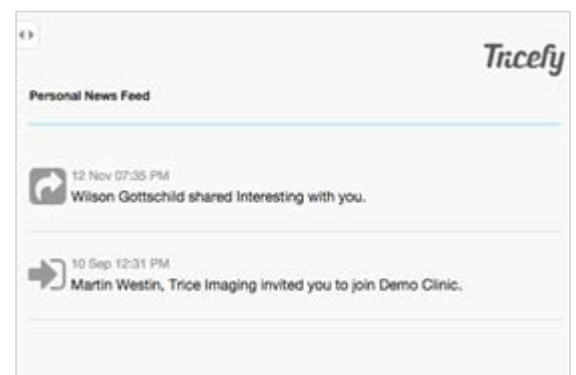 Tricefy
Personal News Feed
12 Nov 07:35 PM
Wilson Gottschild shared Interesting with you.
10 Sep 12:31 PM
Martin Westin, Trice Imaging invited you to join Demo Clinic.